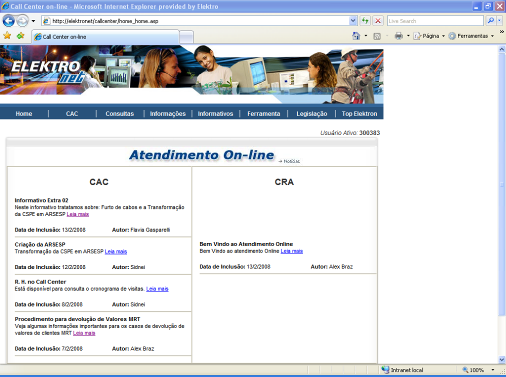 Call Center on-line - Microsoft Internet Explorer provided by Elektro
http://elektronet/callcenter/home_home.asp
Live Search
Call Center on-line
Página
Ferramentas
ELEKTRO
net
Home
CAC
Consultas
Informações
Informativos
Ferramenta
Legislação
Top Elektron
Usuário Ativo: 300383
Atendimento On-line
Notícias
CAC
CRA
Informativo Extra 02
Neste informativo tratamos sobre: Furto de cabos e a Transformação
da CSPE em ARSESP Leia mais
Data de Inclusão: 13/2/2008 Autor: Flavia Gasparelli
Criação da ARSESP
Transformação da CSPE em ARSESP Leia mais
Data de Inclusão: 12/2/2008 Autor: Sidnei
R. H. no Call Center
Está disponível para consulta o cronograma de visitas. Leia mais
Data de Inclusão: 8/2/2008 Autor: Sidnei
Procedimento para devolução de Valores MRT
Veja algumas informações importantes para os casos de devolução de
valores de clientes MRT Leia mais
Data de Inclusão: 7/2/2008 Autor: Alex Braz
Bem Vindo ao Atendimento Online
Bem Vindo ao Atendimento online Leia mais
Data de Inclusão: 13/2/2008 Autor: Alex Braz
Intranet local
100%